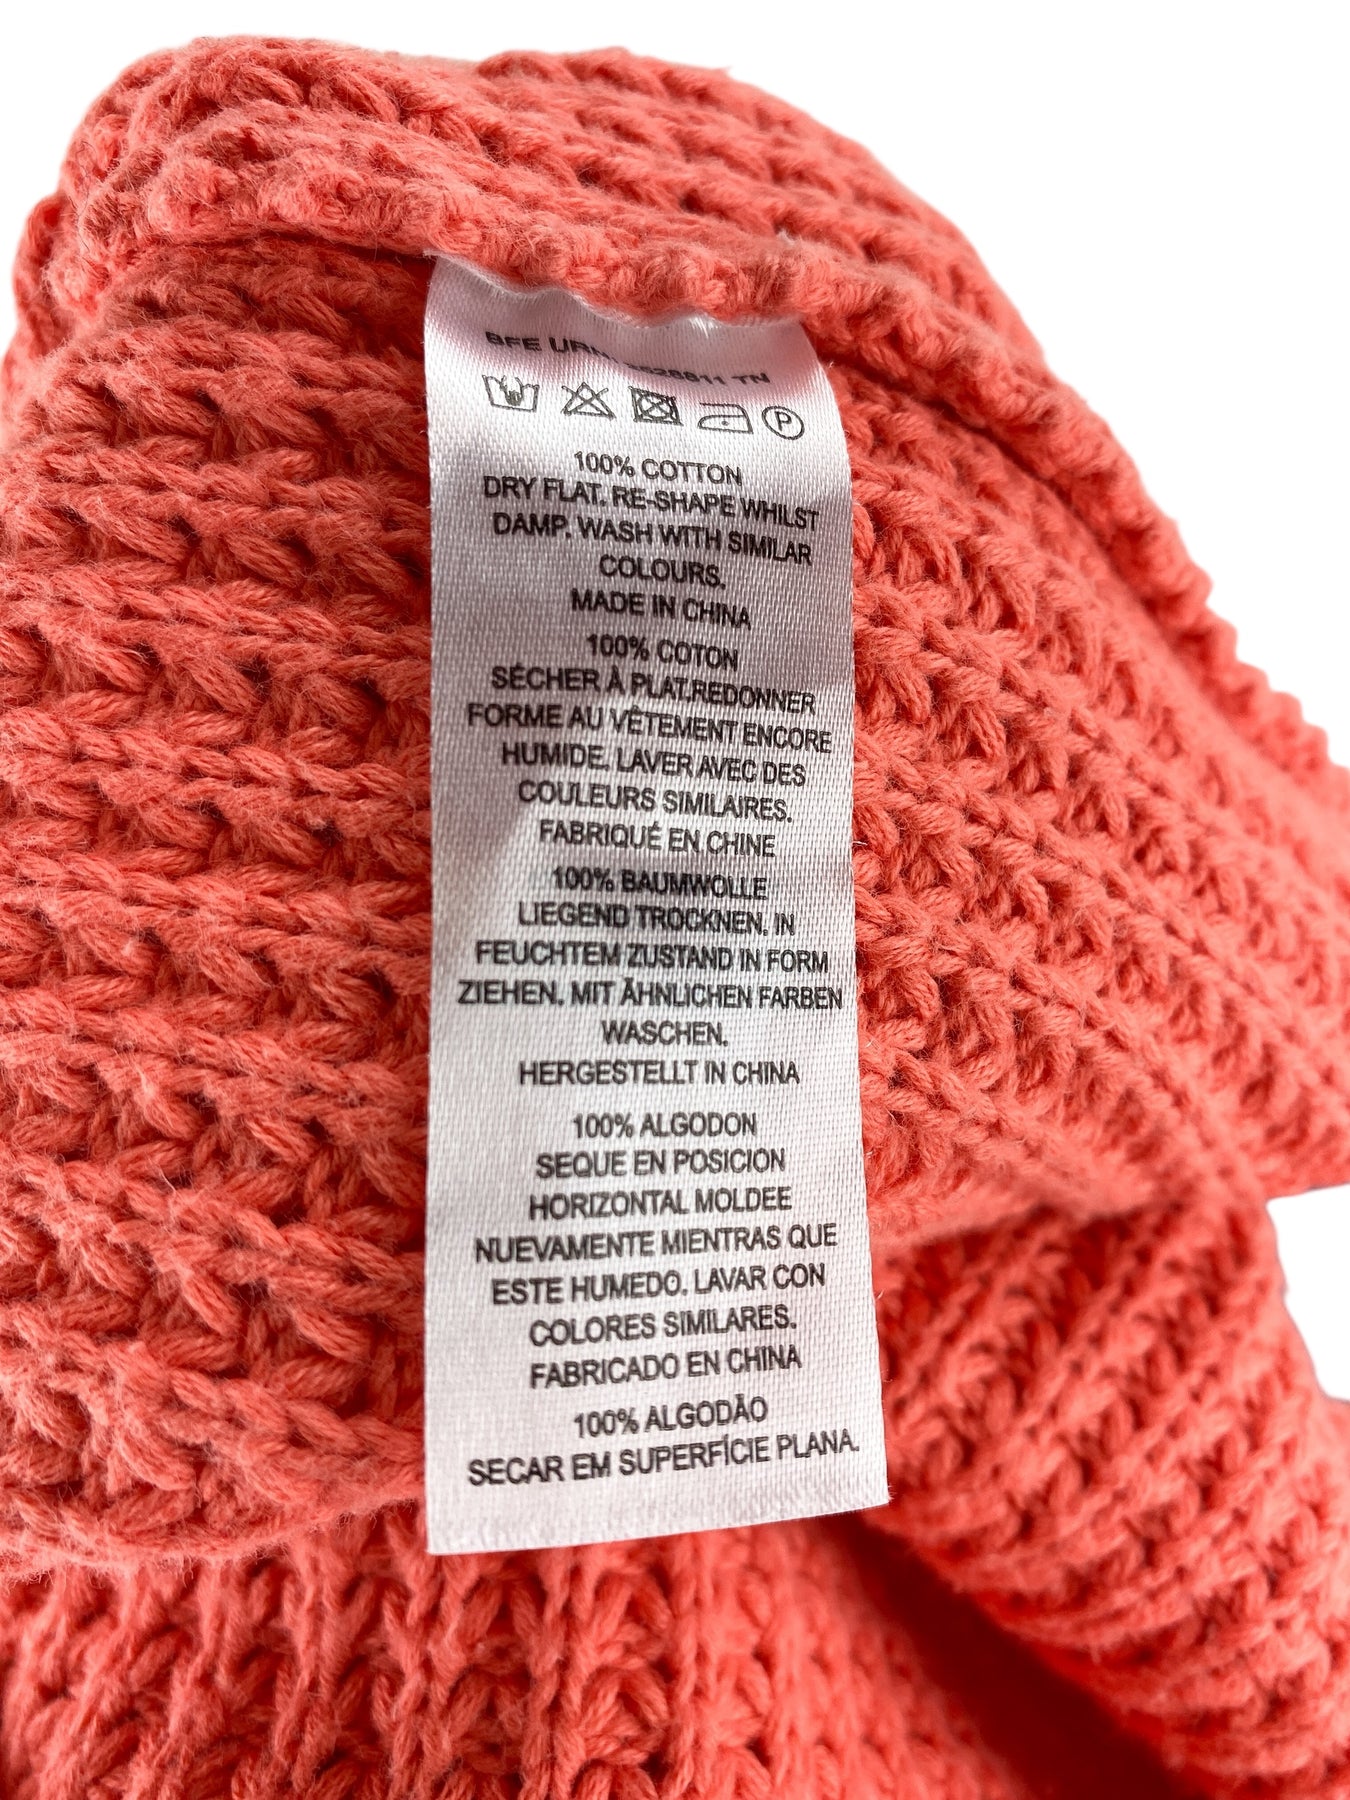 BFE
TN
P
100% COTTON
DRY FLAT. RE-SHAPE WHILST
DAMP. WASH WITH SIMILAR
COLOURS.
MADE IN CHINA
100% COTON
SÉCHER À PLAT.REDONNER
FORME AU VÊTEMENT ENCORE
HUMIDE. LAVER AVEC DES
COULEURS SIMILAIRES.
FABRIQUÉ EN CHINE
100% BAUMWOLLE
LIEGEND TROCKNEN. IN
FEUCHTEM ZUSTAND IN FORM
ZIEHEN. MIT ÄHNLICHEN FARBEN
WASCHEN.
HERGESTELLT IN CHINA
100% ALGODON
SEQUE EN POSICION
HORIZONTAL MOLDEE
NUEVAMENTE MIENTRAS QUE
ESTE HUMEDO. LAVAR CON
COLORES SIMILARES.
FABRICADO EN CHINA
100% ALGODÃO
SECAR EM SUPERFÍCIE PLANA.